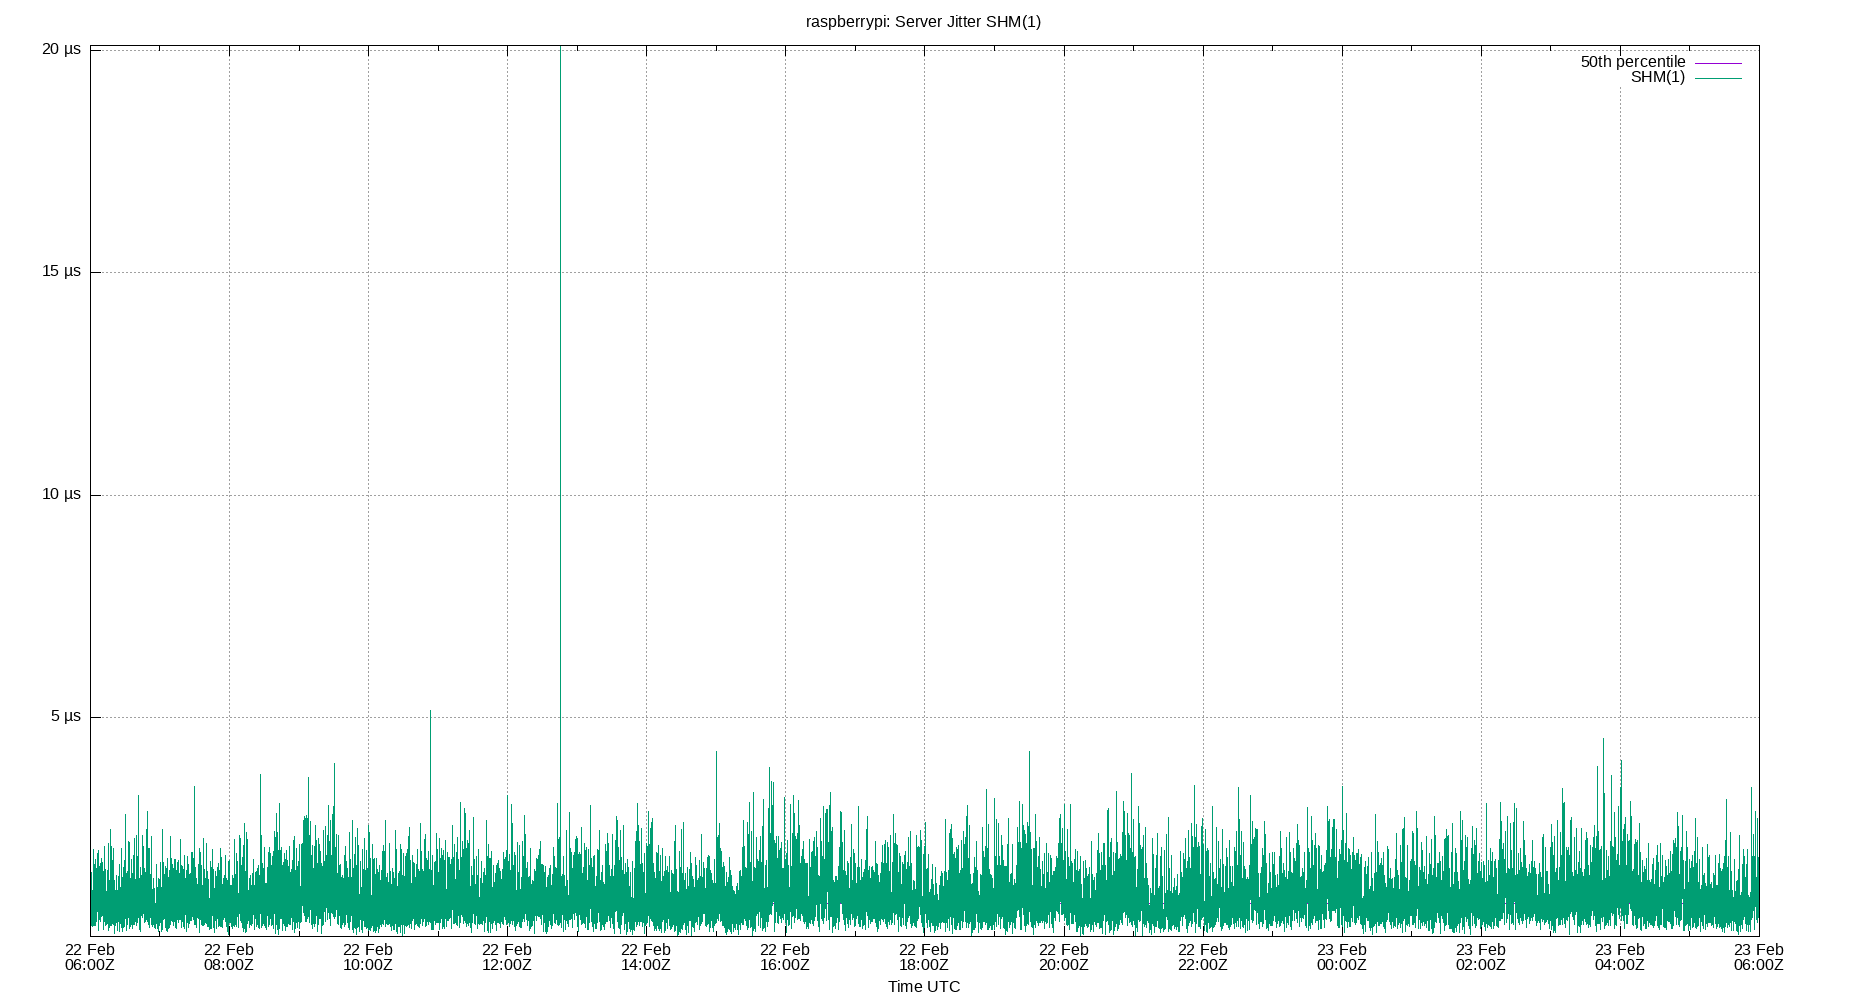 raspberrypi: Server Jitter SHM(1)
20 µs
50th percentile
SHM(1)
15 µs
10 µs
5 µs
22 Feb 22 Feb 22 Feb 22 Feb 22 Feb 22 Feb 22 Feb 22 Feb 22 Feb 23 Feb 23 Feb 23 Feb 23 Feb
06:00Z 08:00Z 10:00Z 12:00Z 14:00Z 16:00Z 18:00Z 20:00Z 22:00Z 00:00Z 02:00Z 04:00Z 06:00Z
Time UTC